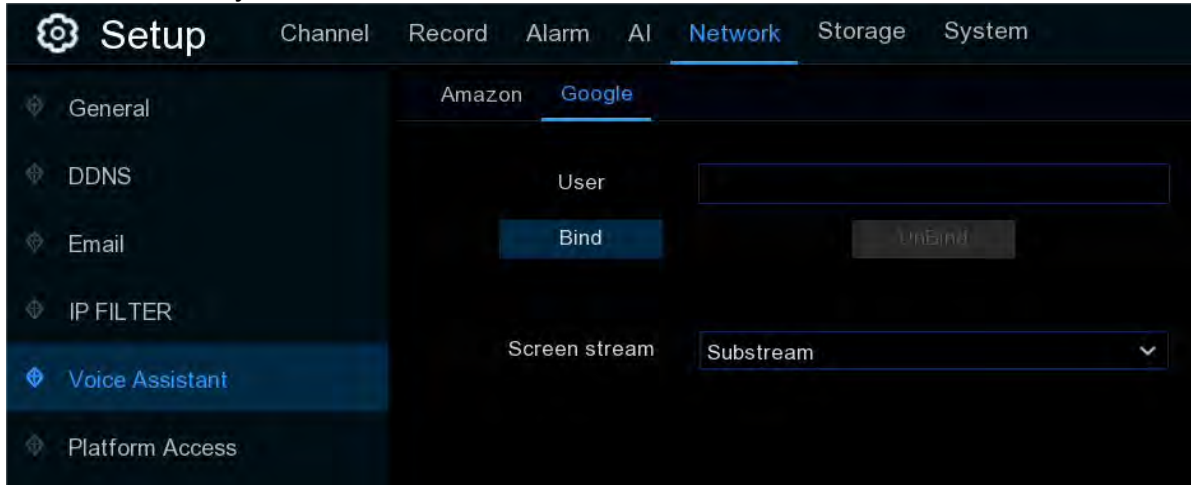 Setup Channel Record Alarm AI Network Storage System
Amazon Google
General
DDNS
Email
IP FILTER
Voice Assistant
Platform Access
User
Bind UnBind
Screen stream Substream